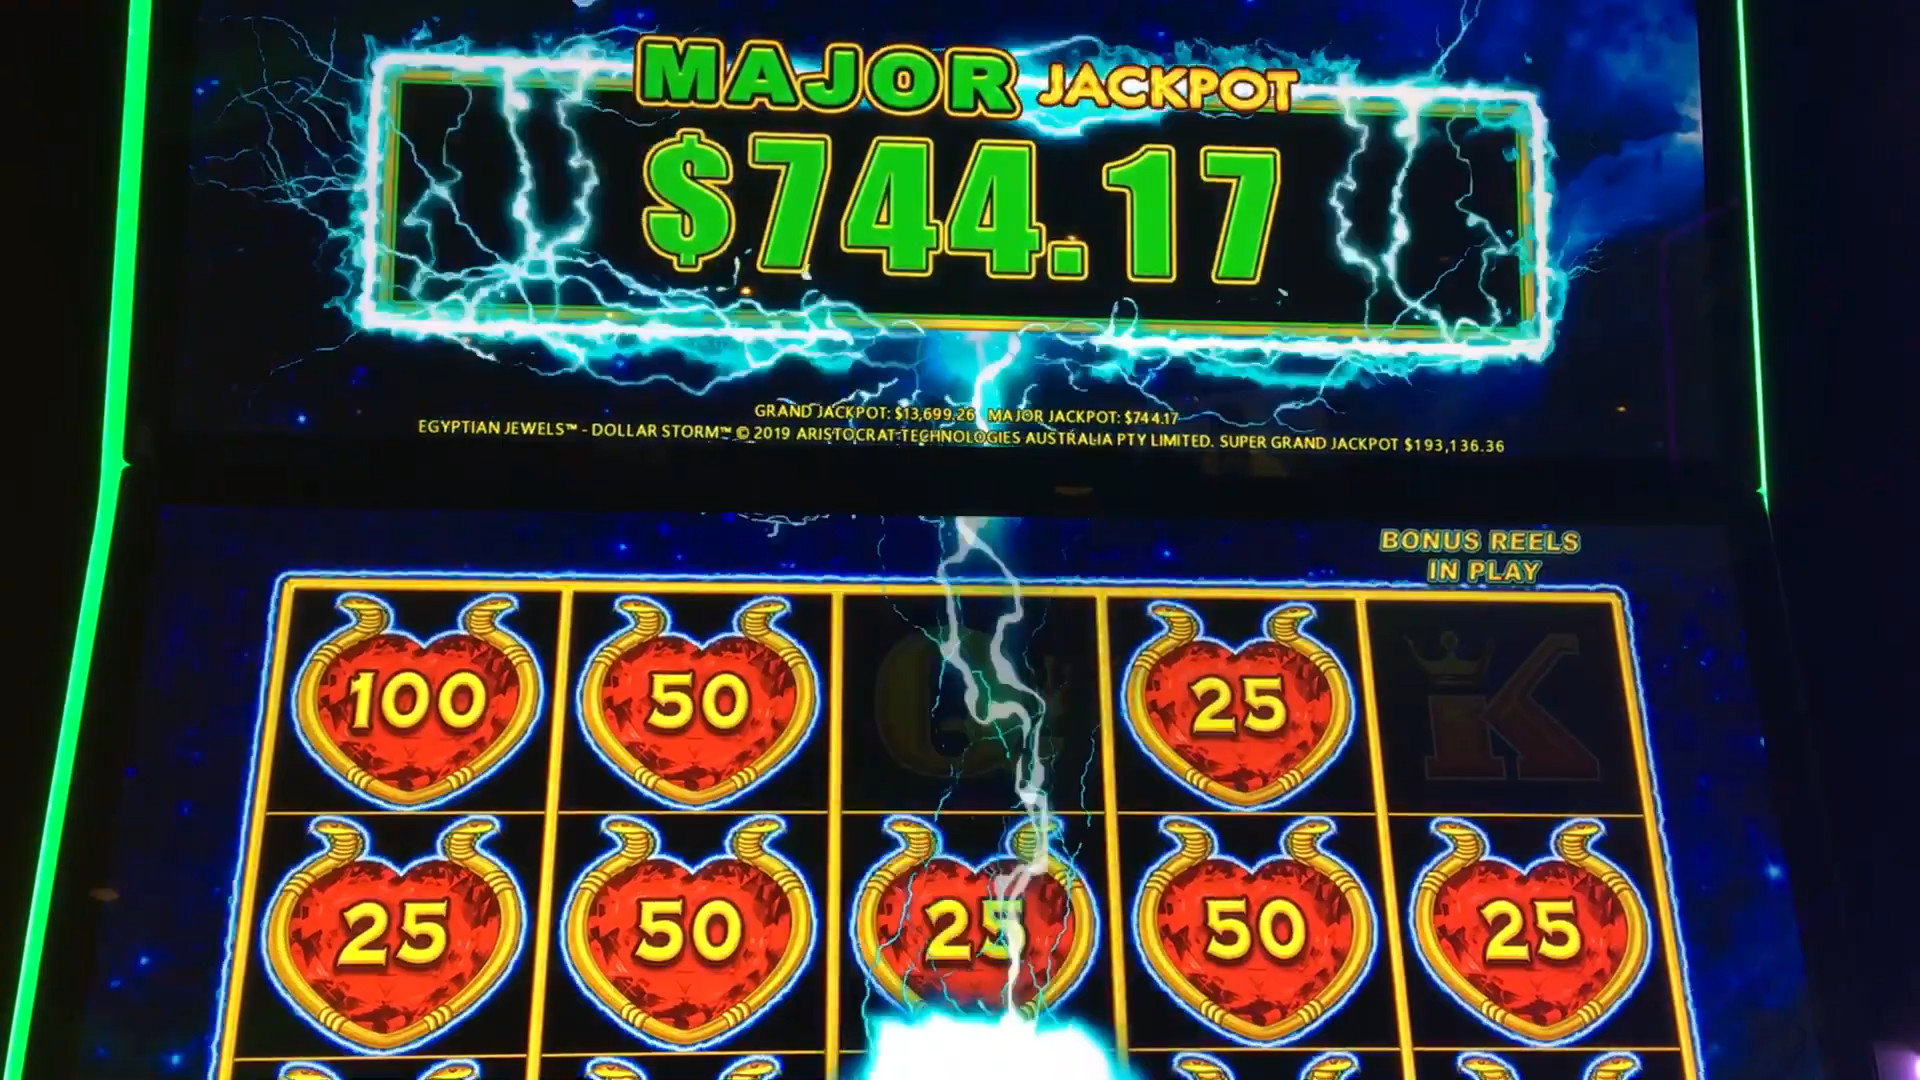 MAJOR JACKPOT
$744.17
GRAND JACKPOT: $13,699.26 MAJOR JACKPOT: $744.17
EGYPTIAN JEWELS™ - DOLLAR STORM™ © 2019 ARISTOCRAT TECHNOLOGIES AUSTRALIA PTY LIMITED. SUPER GRAND JACKPOT $193,136.36
BONUS REELS
IN PLAY
100 50 25 K
25 50 25 50 25